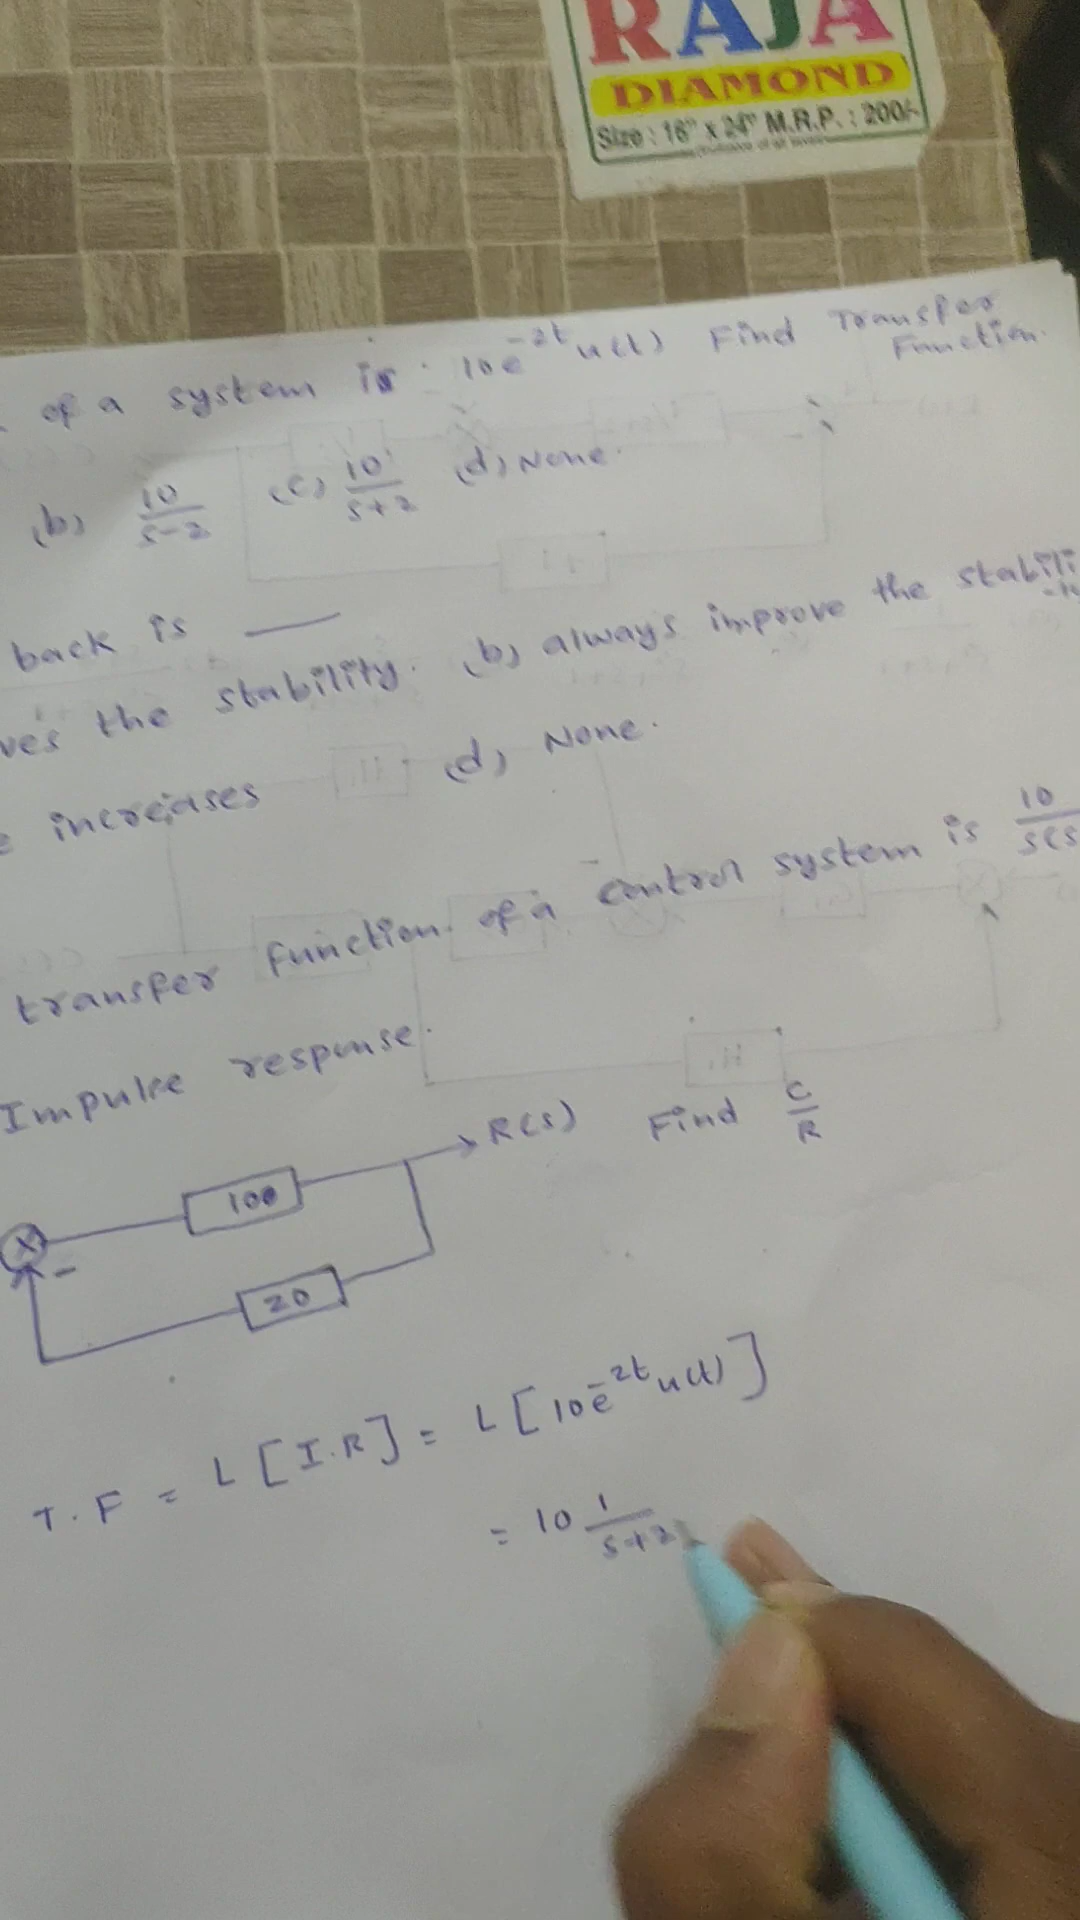 RAJA
DIAMOND
Size : 16" x 24" M.R.P. : 200/-
of a system is 10e^-2t u(t) Find Transfer
Function.
(b) 10/s-2 (c) 10/s+2 (d) None.
back is ___
ves the stability. (b) always improve the stabili
e increases (d) None.
transfer function of a control system is 10/s(s
Impulse response.
100
R(s) Find C/R
X
-
20
T.F = L[I.R] = L[10e^-2t u(t)]
= 10 1/s+2